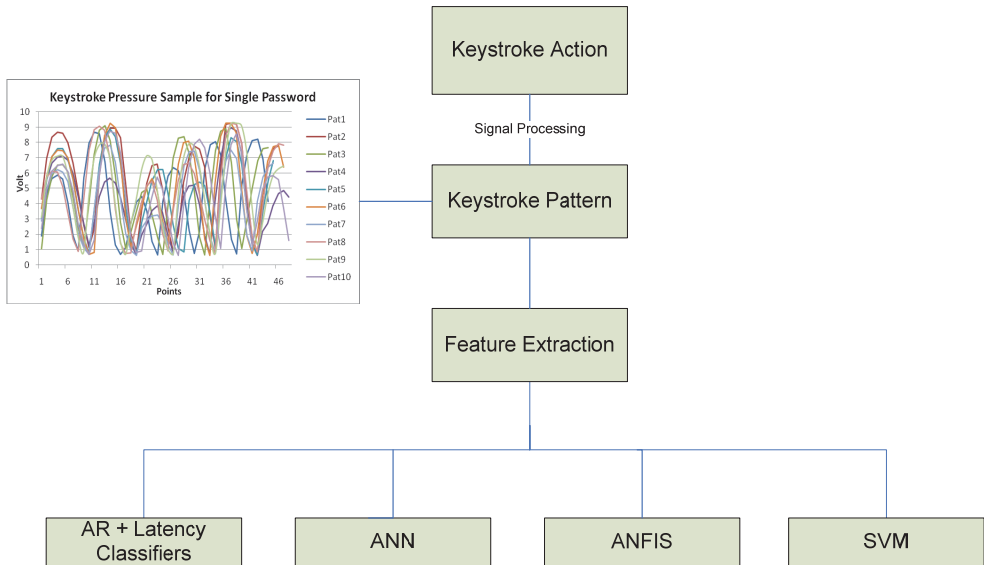 Keystroke Action
Signal Processing
Keystroke Pressure Sample for Single Password
10
9
8
7
6
5
4
3
2
1
0
Volt
1 6 11 16 21 26 31 36 41 46
Points
Pat1
Pat2
Pat3
Pat4
Pat5
Pat6
Pat7
Pat8
Pat9
Pat10
Keystroke Pattern
Feature Extraction
AR + Latency
Classifiers
ANN
ANFIS
SVM